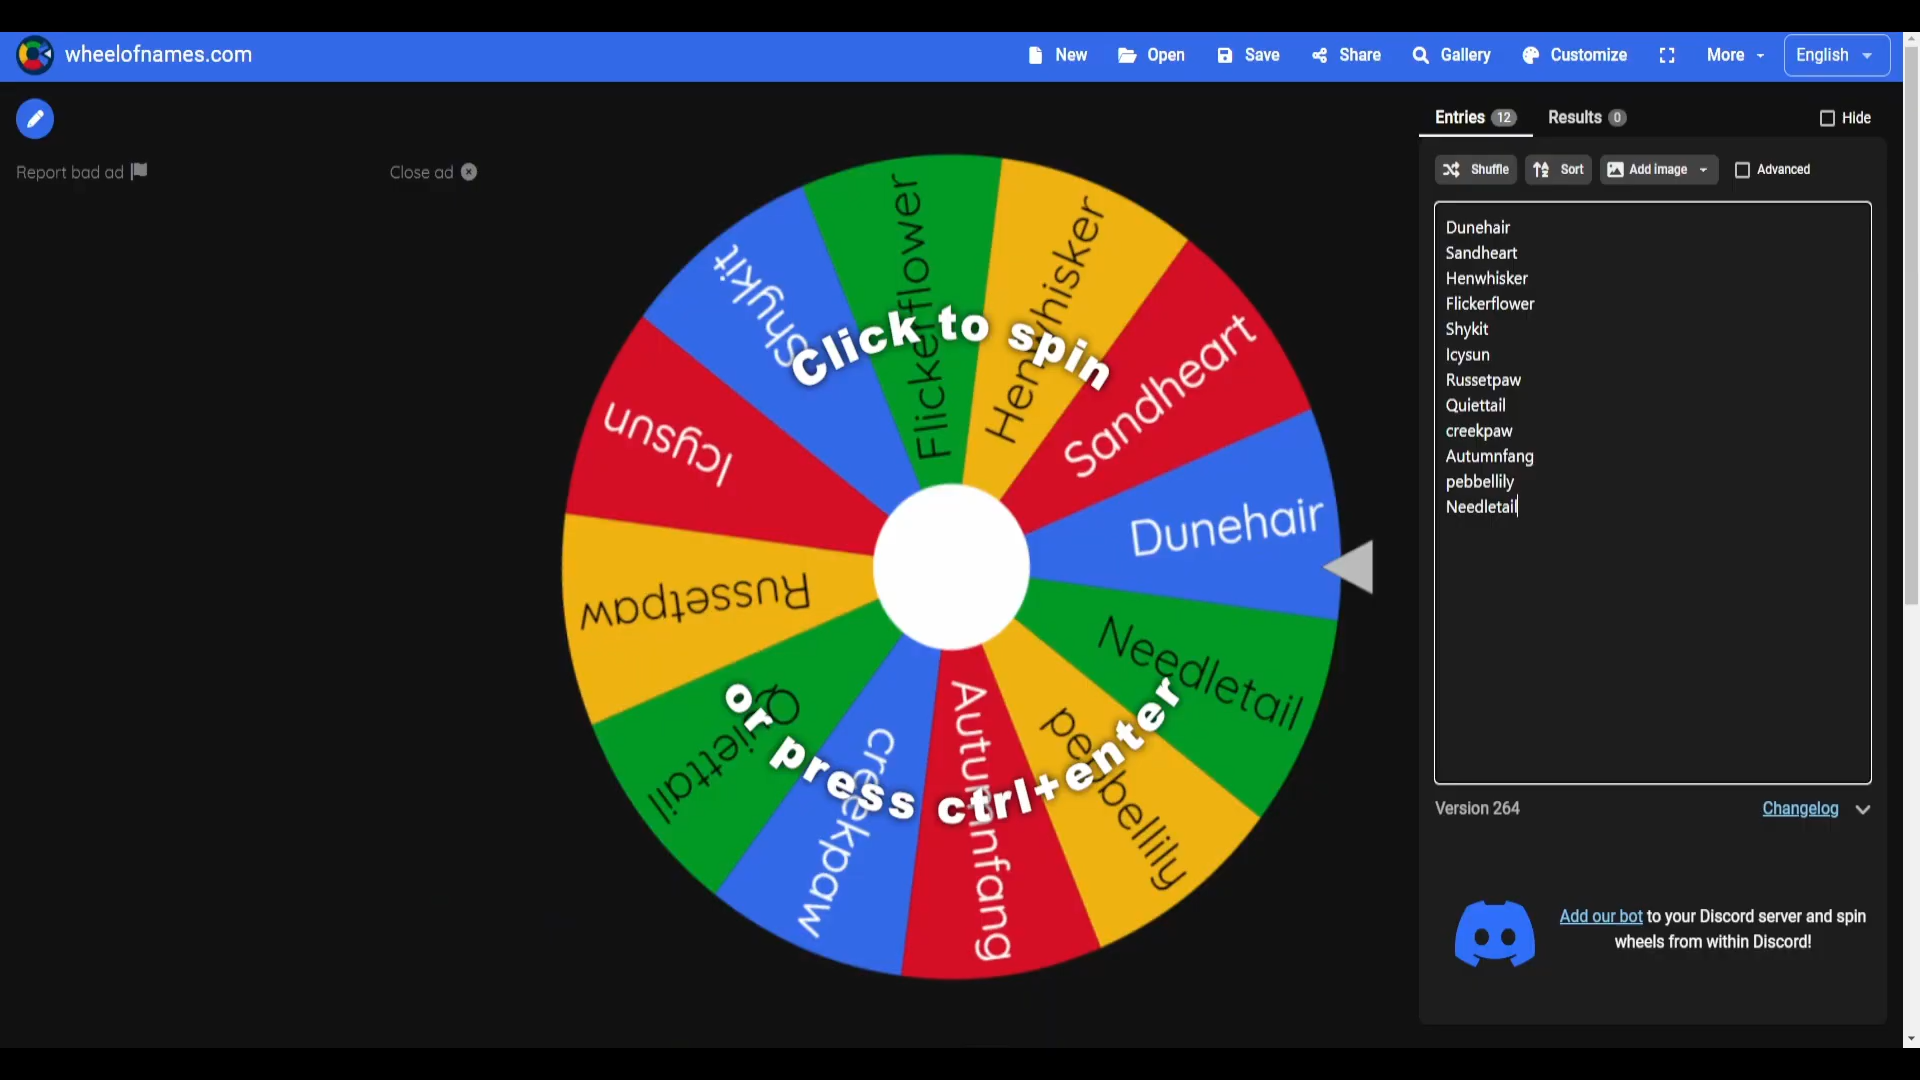 wheelofnames.com
New Open Save Share Gallery Customize More English
Report bad ad Close ad
Entries 12 Results 0 Hide
Shuffle Sort Add image Advanced
Dunehair
Sandheart
Henwhisker
Flickerflower
Shykit
Icysun
Russetpaw
Quiettail
creekpaw
Autumnfang
pebbellily
Needletail
Click to spin
or press ctrl+enter
Dunehair
Sandheart
Henwhisker
Flickerflower
Shykit
Icysun
Russetpaw
Quiettail
creekpaw
Autumnfang
pebbellily
Needletail
Version 264 Changelog
Add our bot to your Discord server and spin
wheels from within Discord!